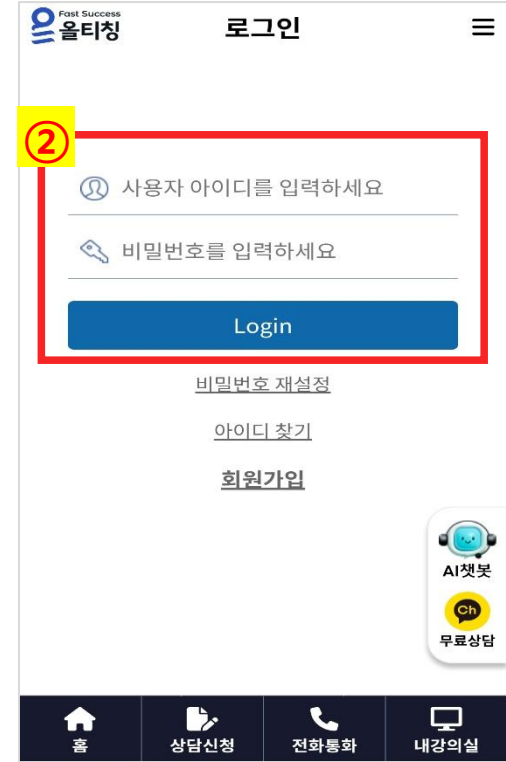 Fast Success
올티칭
로그인
②
사용자 아이디를 입력하세요
비밀번호를 입력하세요
Login
비밀번호 재설정
아이디 찾기
회원가입
AI챗봇
Ch
무료상담
홈 상담신청 전화통화 내강의실